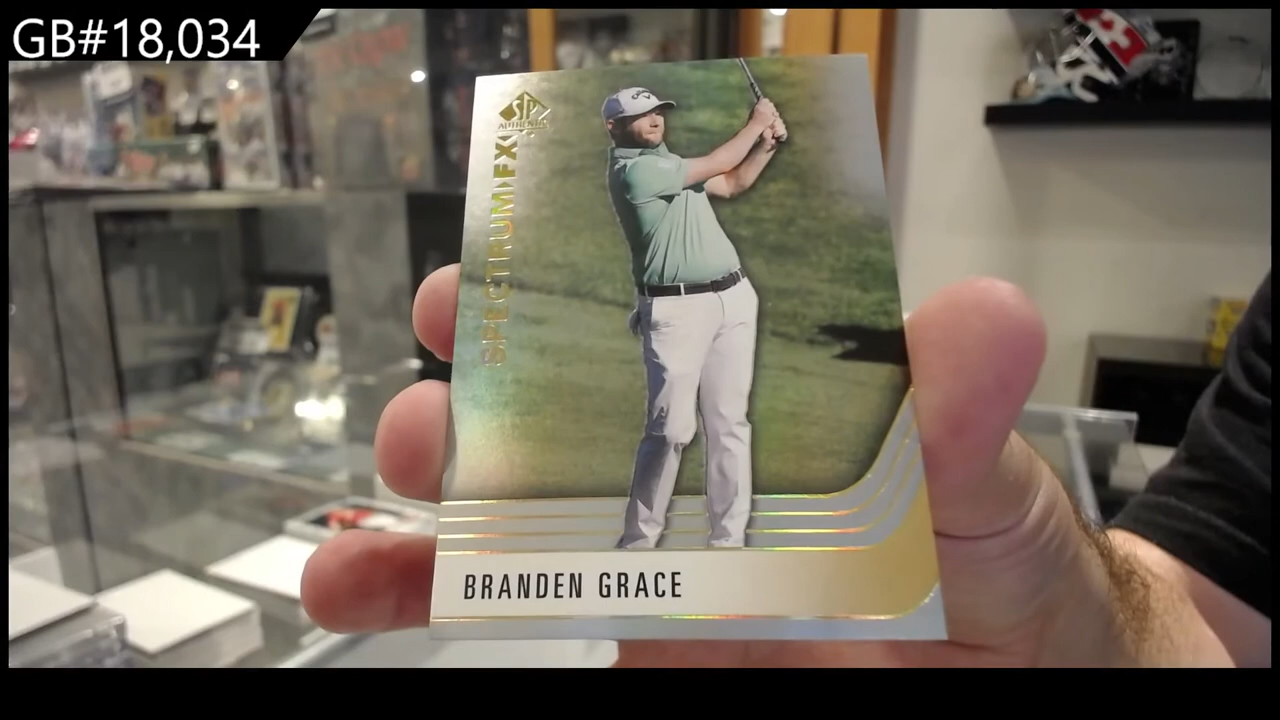 GB#18,034
SP
AUTHENTIC
SPECTRUM FX
BRANDEN GRACE